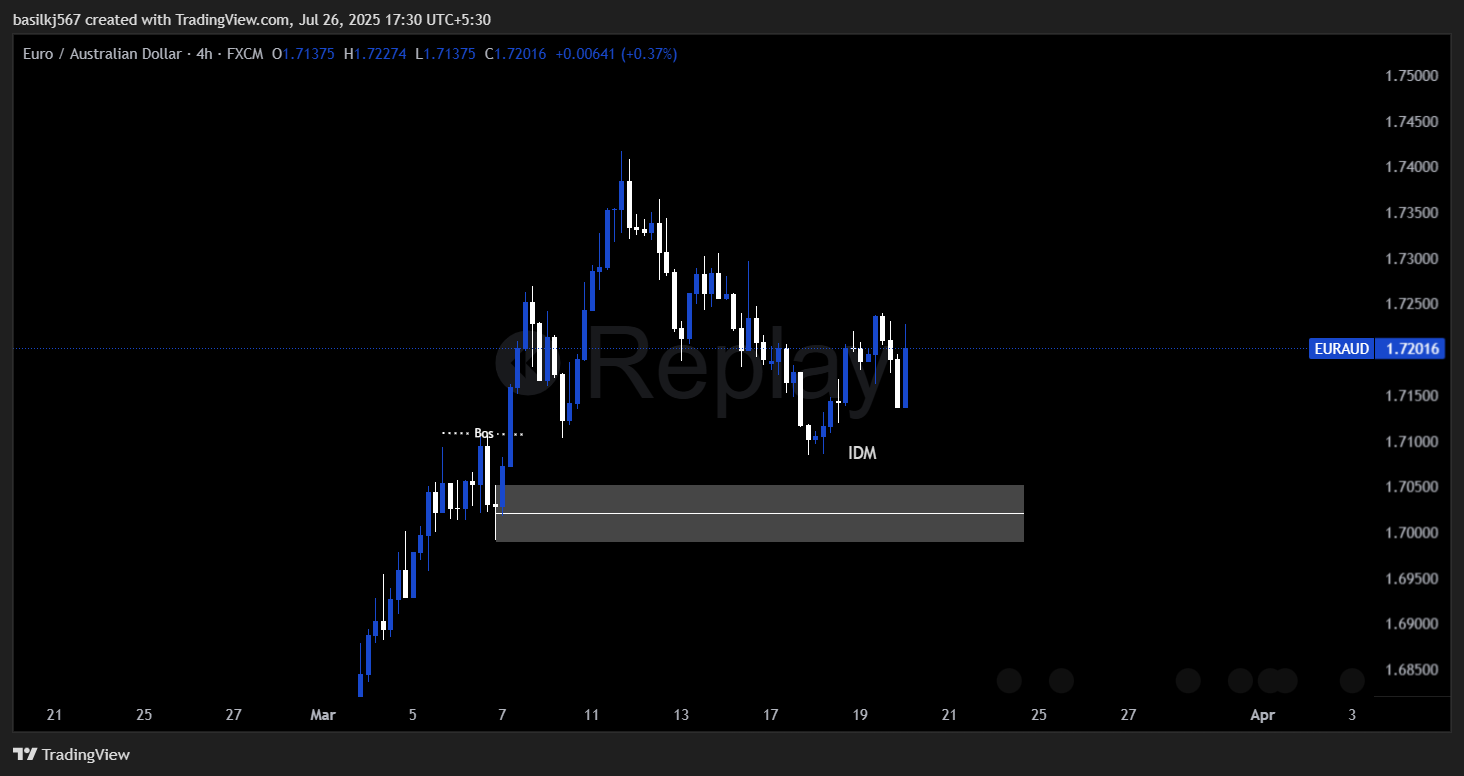 basilkj567 created with TradingView.com, Jul 26, 2025 17:30 UTC+5:30
Euro / Australian Dollar · 4h · FXCM O1.71375 H1.72274 L1.71375 C1.72016 +0.00641 (+0.37%)
1.75000
1.74500
1.74000
1.73500
1.73000
1.72500
Replay
EURAUD 1.72016
1.71500
Bos
1.71000
IDM
1.70500
1.70000
1.69500
1.69000
1.68500
21 25 27 Mar 5 7 11 13 17 19 21 25 27 Apr 3
TradingView